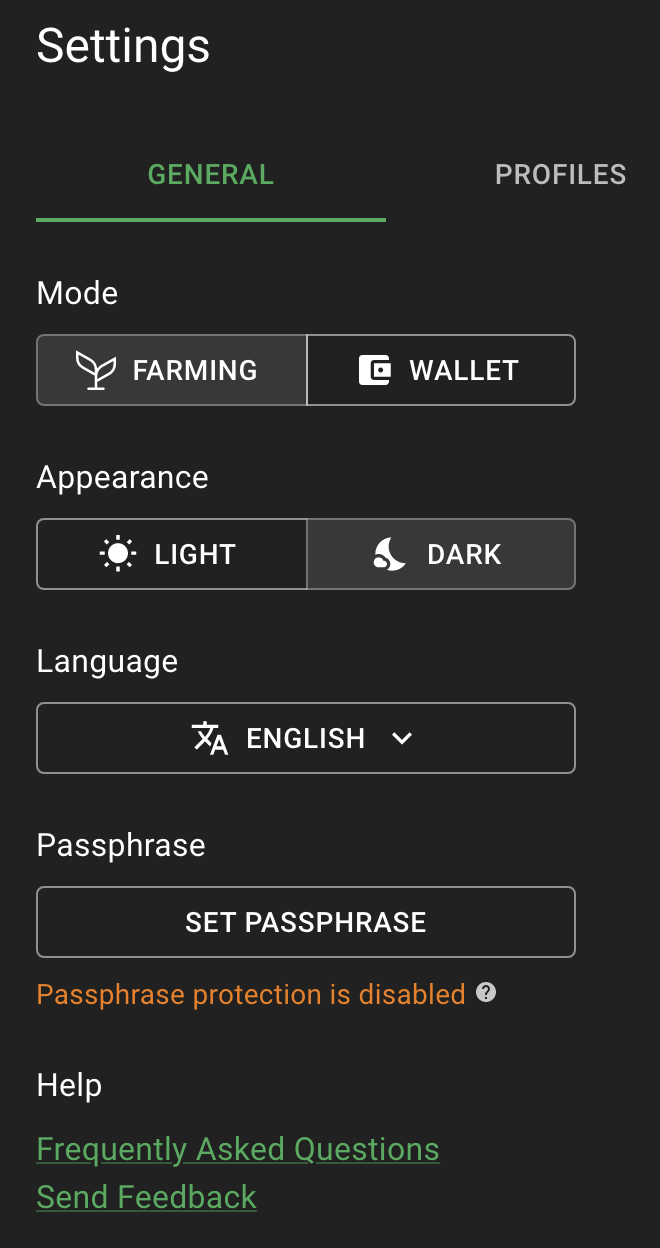 Settings
GENERAL PROFILES
Mode
FARMING WALLET
Appearance
LIGHT DARK
Language
ENGLISH
Passphrase
SET PASSPHRASE
Passphrase protection is disabled
Help
Frequently Asked Questions
Send Feedback